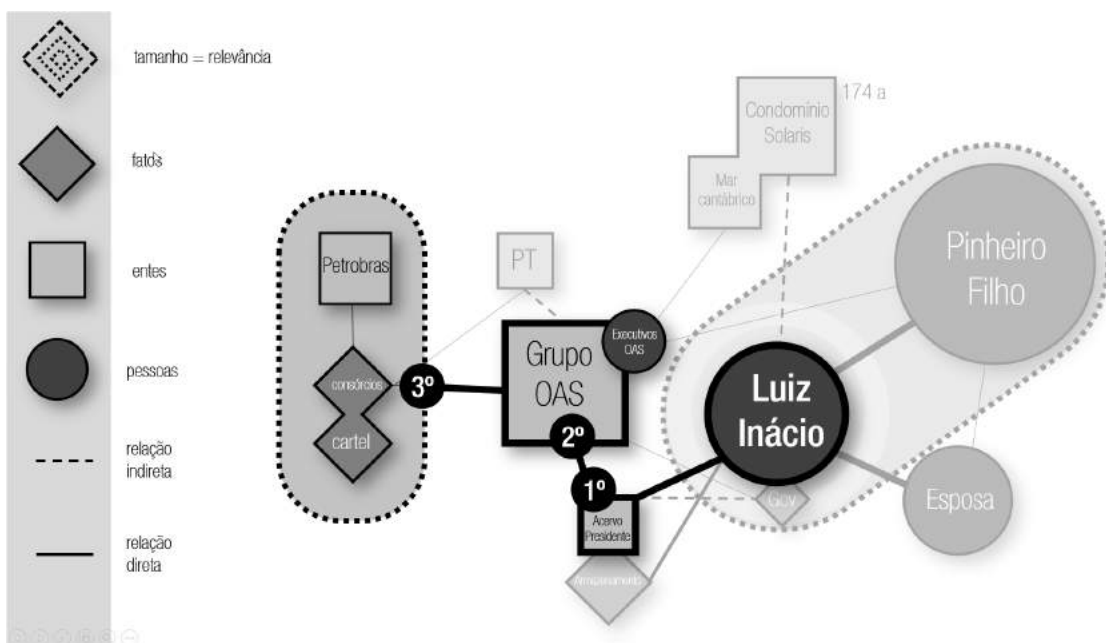 tamanho = relevância
fatos
entes
pessoas
relação
indireta
relação
direta
174 a
Condomínio
Solaris
Mar
cantábrico
Pinheiro
Filho
PT
Petrobras
Executivos
OAS
Grupo
OAS
Luiz
Inácio
consórcios
3º
cartel
2º
1º
Acervo
Presidente
Gov
Esposa
Armazenamento